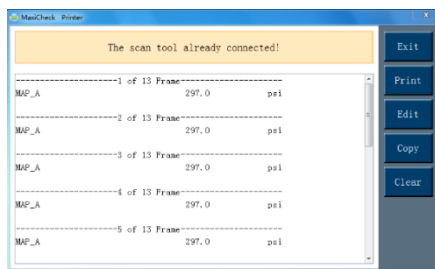 MaxiCheck Printer
The scan tool already connected!
Exit
Print
Edit
Copy
Clear
--------------------1 of 13 Frame--------------------
MAP_A 297.0 psi
--------------------2 of 13 Frame--------------------
MAP_A 297.0 psi
--------------------3 of 13 Frame--------------------
MAP_A 297.0 psi
--------------------4 of 13 Frame--------------------
MAP_A 297.0 psi
--------------------5 of 13 Frame--------------------
MAP_A 297.0 psi